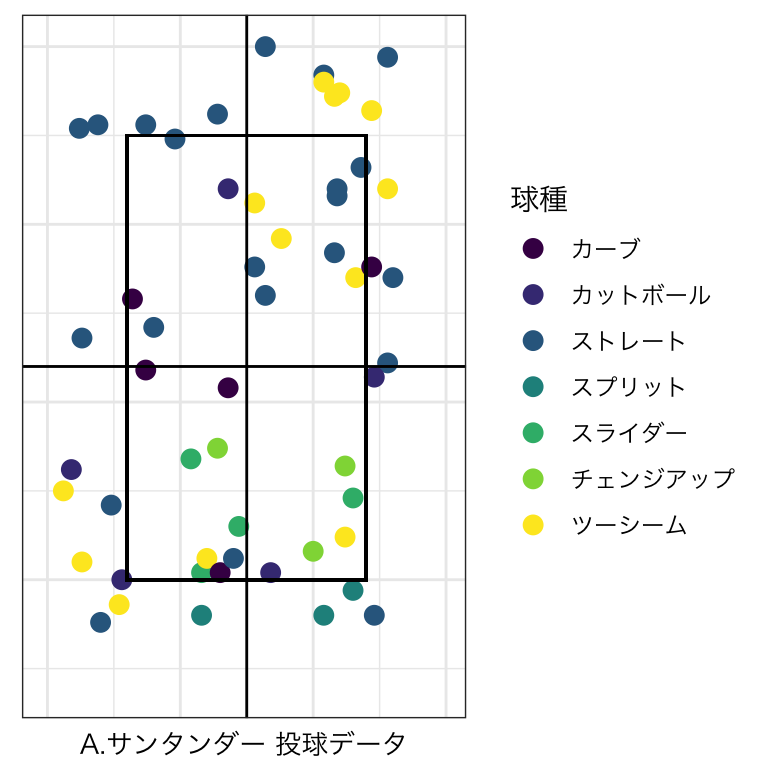 球種
カーブ
カットボール
ストレート
スプリット
スライダー
チェンジアップ
ツーシーム
A.サンタンダー 投球データ